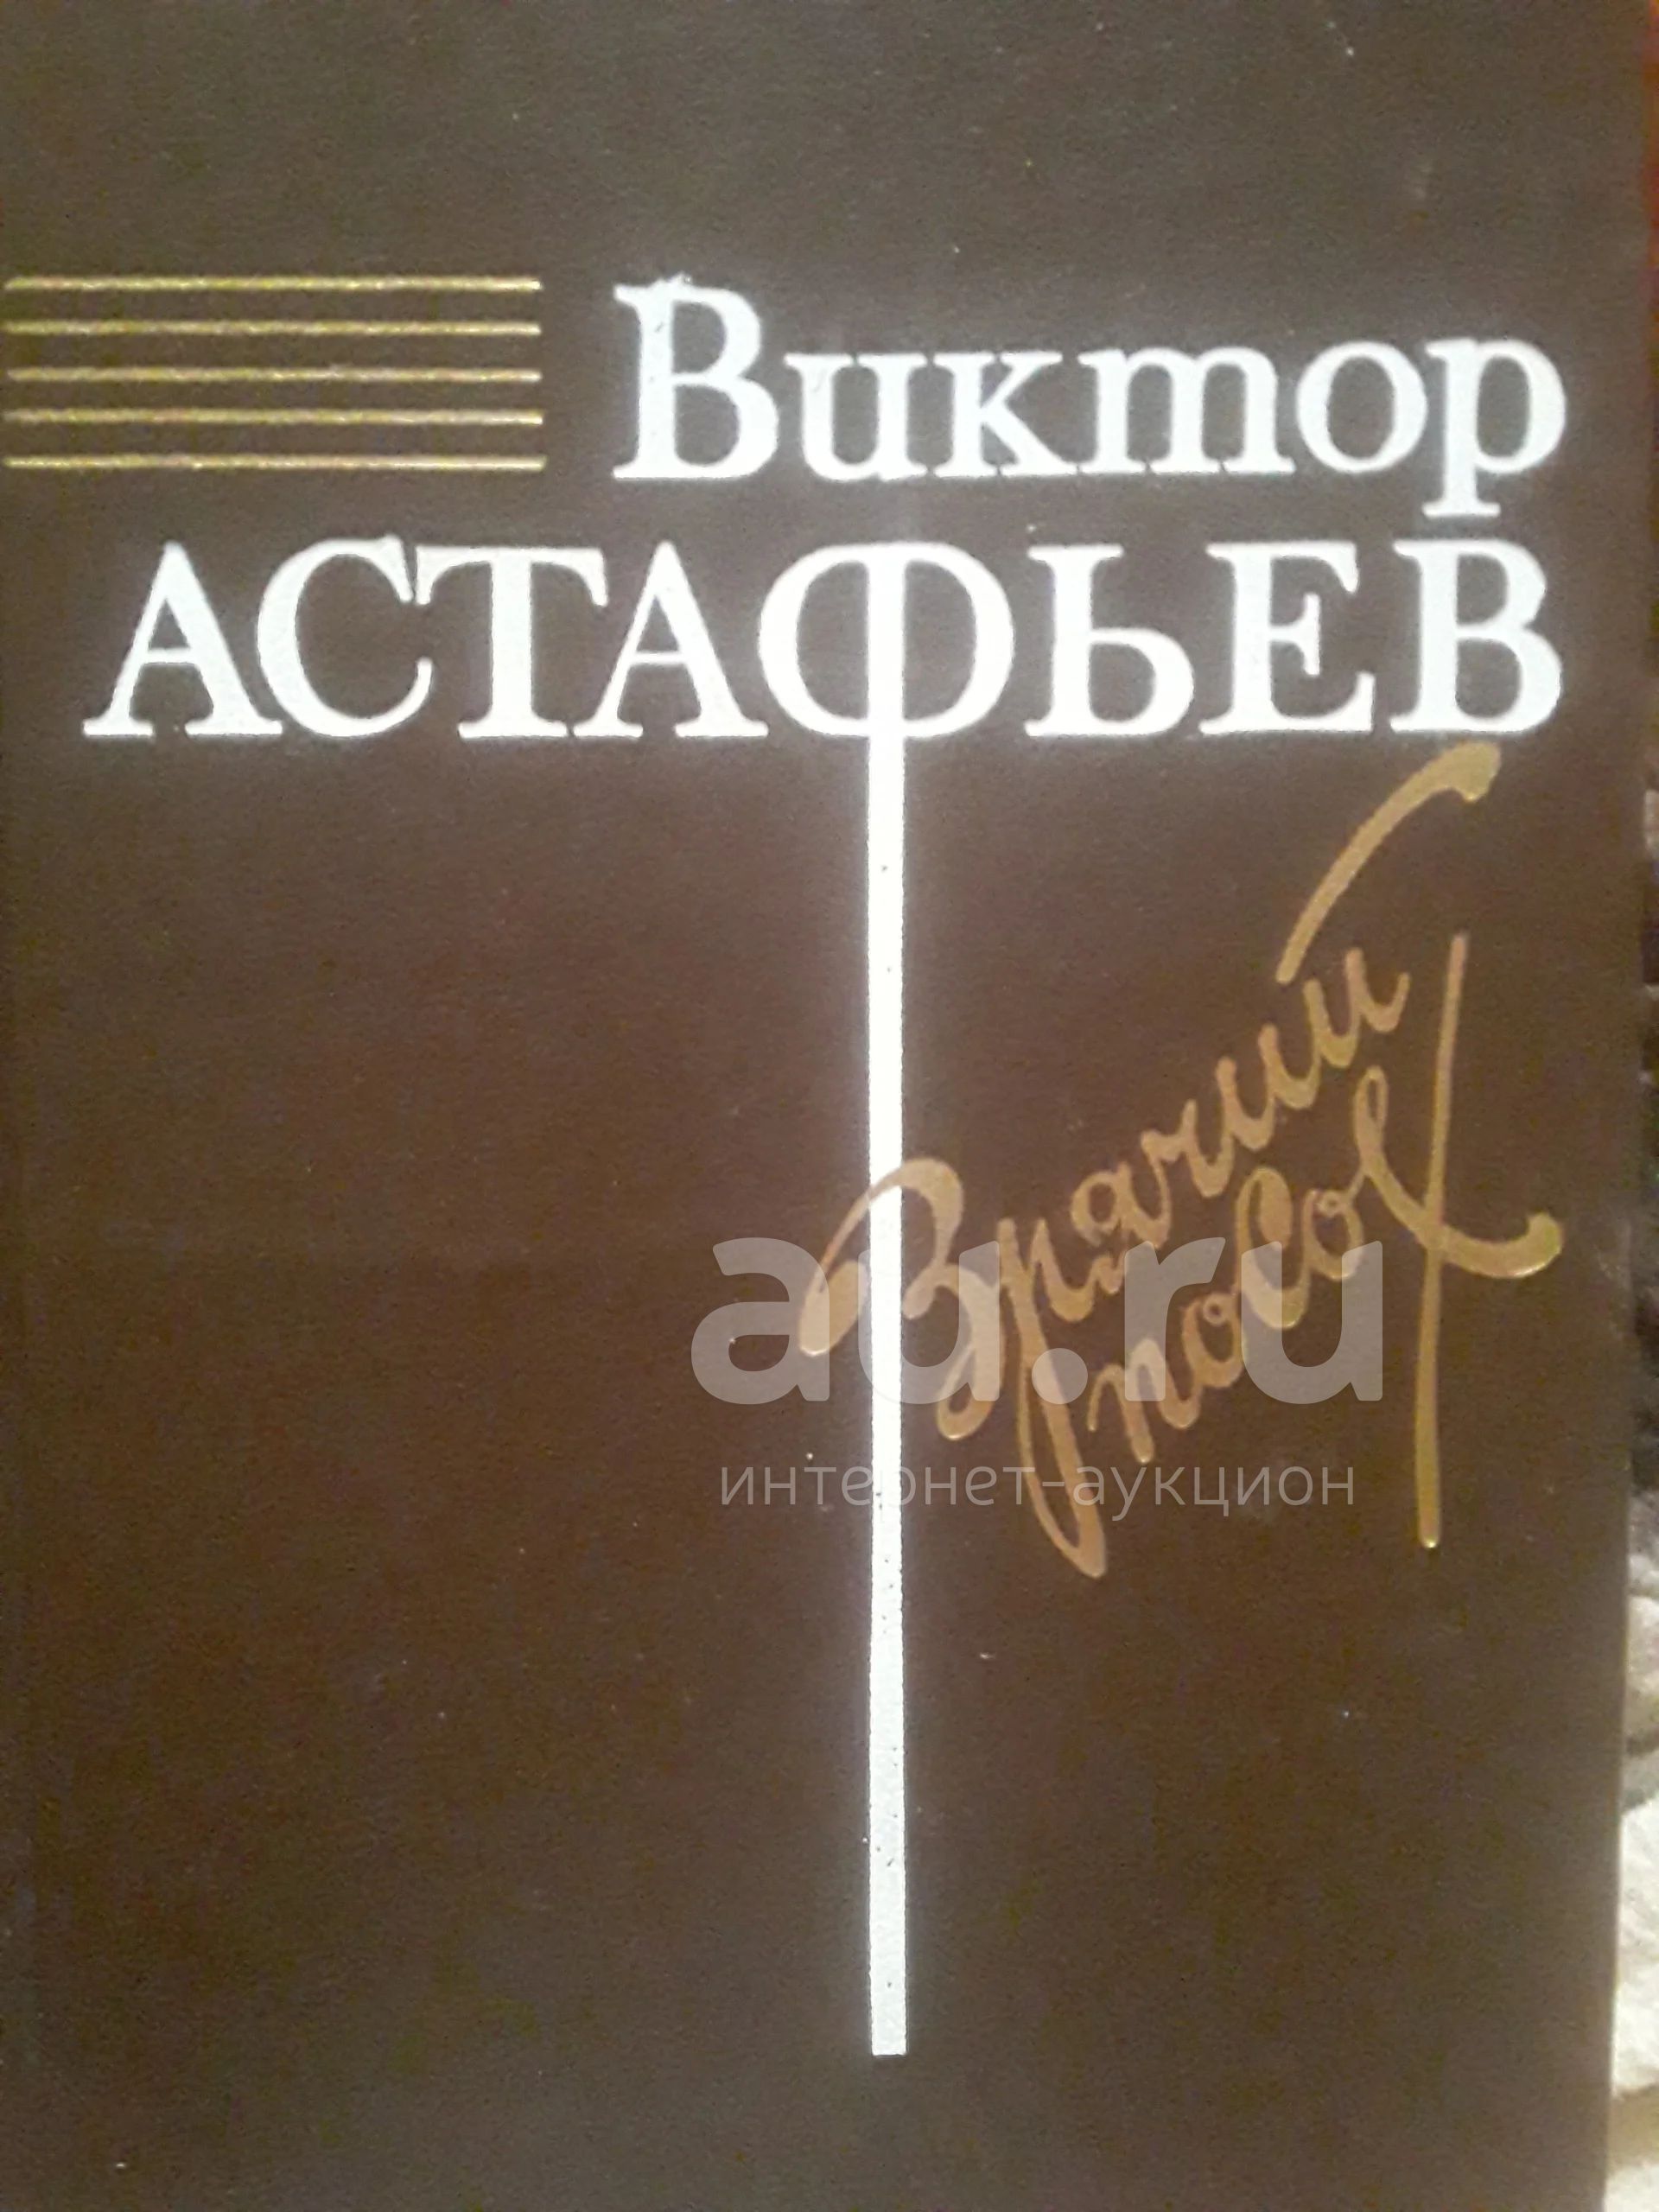 Виктор
АСТАФЬЕВ
Зрячий
посох
au.ru
интернет-аукцион